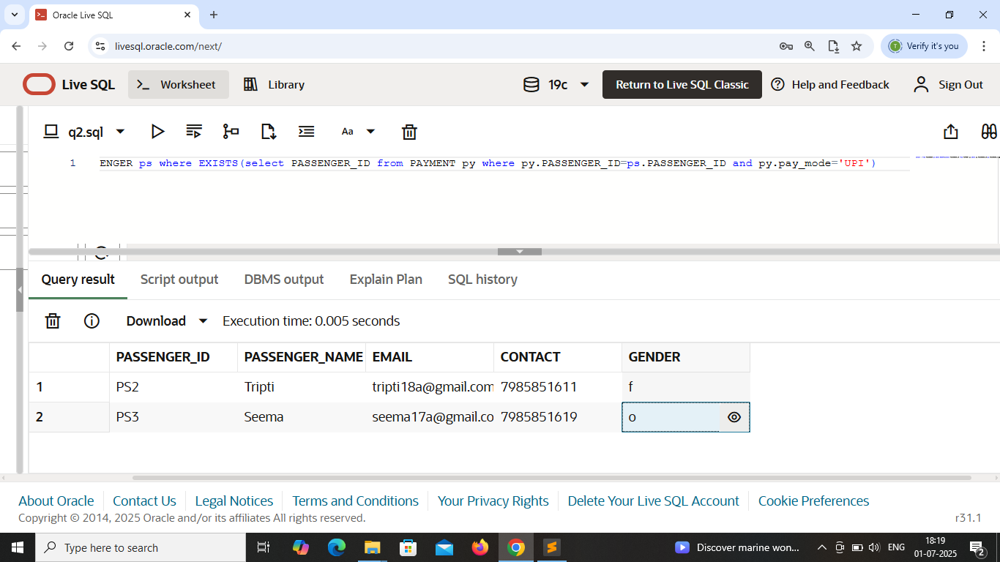 Oracle Live SQL
livesql.oracle.com/next/
T
Verify it's you
Live SQL
Worksheet
Library
19c
Return to Live SQL Classic
Help and Feedback
Sign Out
q2.sql
Aa
1 ENGER ps where EXISTS(select PASSENGER_ID from PAYMENT py where py.PASSENGER_ID=ps.PASSENGER_ID and py.pay_mode='UPI')
Query result Script output DBMS output Explain Plan SQL history
Download Execution time: 0.005 seconds
PASSENGER_ID PASSENGER_NAME EMAIL CONTACT GENDER
1 PS2 Tripti tripti18a@gmail.com 7985851611 f
2 PS3 Seema seema17a@gmail.co 7985851619 o
About Oracle Contact Us Legal Notices Terms and Conditions Your Privacy Rights Delete Your Live SQL Account Cookie Preferences
Copyright © 2014, 2025 Oracle and/or its affiliates All rights reserved. r31.1
Type here to search
Discover marine won...
ENG
18:19
01-07-2025
2